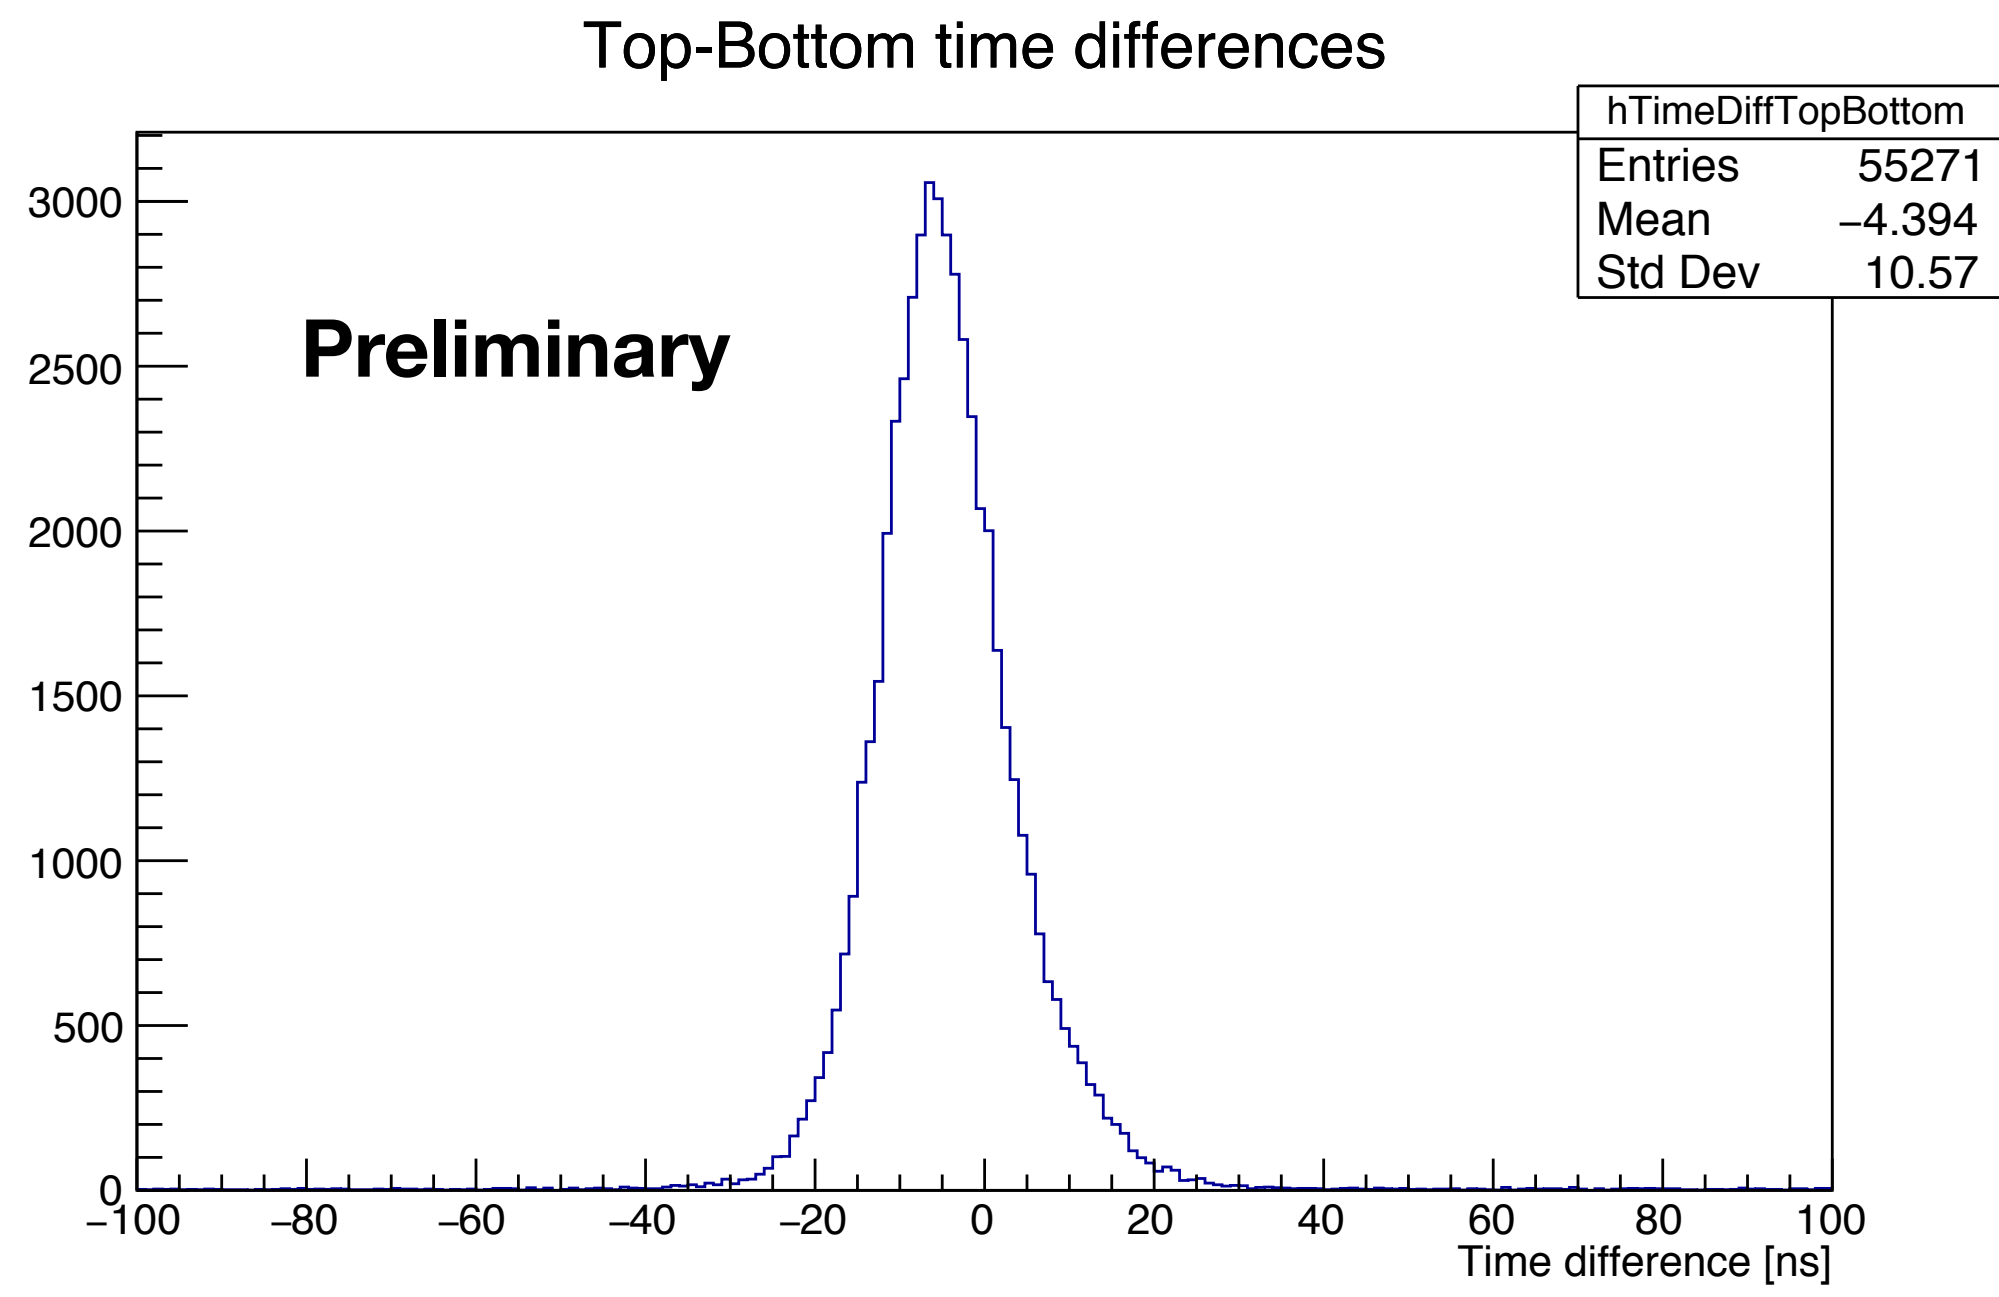 Top-Bottom time differences
hTimeDiffTopBottom
Entries 55271
Mean −4.394
Std Dev 10.57
Preliminary
3000
2500
2000
1500
1000
500
0
−100 −80 −60 −40 −20 0 20 40 60 80 100
Time difference [ns]